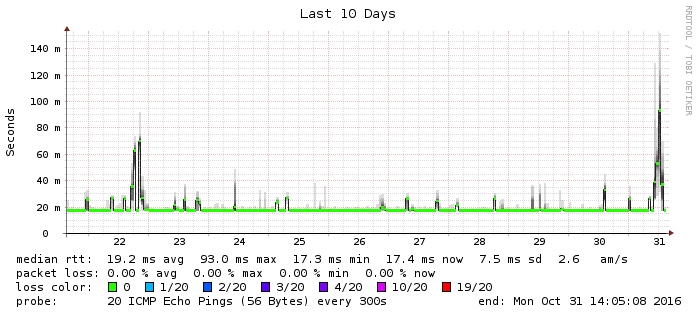 Last 10 Days
RRDTOOL / TOBI OETIKER
Seconds
140 m
120 m
100 m
80 m
60 m
40 m
20 m
0
22 23 24 25 26 27 28 29 30 31
median rtt: 19.2 ms avg 93.0 ms max 17.3 ms min 17.4 ms now 7.5 ms sd 2.6 am/s
packet loss: 0.00 % avg 0.00 % max 0.00 % min 0.00 % now
loss color: 0 1/20 2/20 3/20 4/20 10/20 19/20
probe: 20 ICMP Echo Pings (56 Bytes) every 300s end: Mon Oct 31 14:05:08 2016